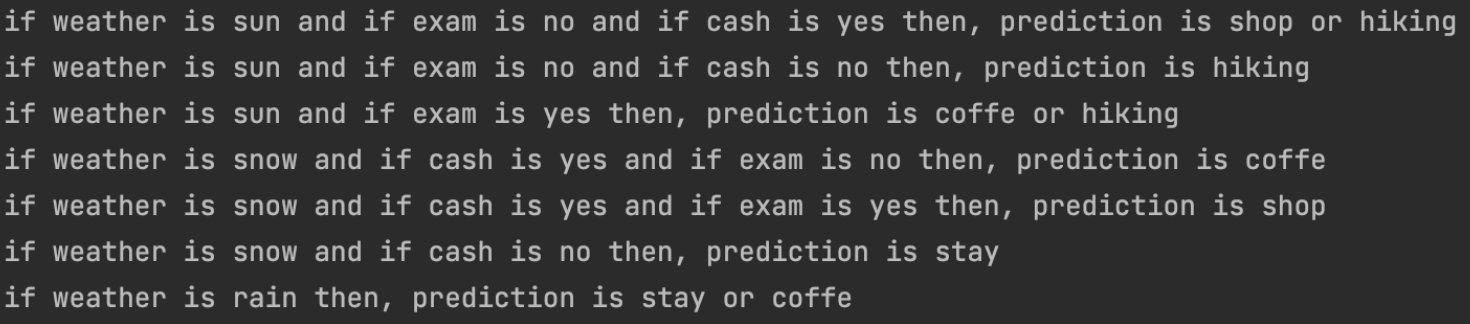 if weather is sun and if exam is no and if cash is yes then, prediction is shop or hiking
if weather is sun and if exam is no and if cash is no then, prediction is hiking
if weather is sun and if exam is yes then, prediction is coffe or hiking
if weather is snow and if cash is yes and if exam is no then, prediction is coffe
if weather is snow and if cash is yes and if exam is yes then, prediction is shop
if weather is snow and if cash is no then, prediction is stay
if weather is rain then, prediction is stay or coffe